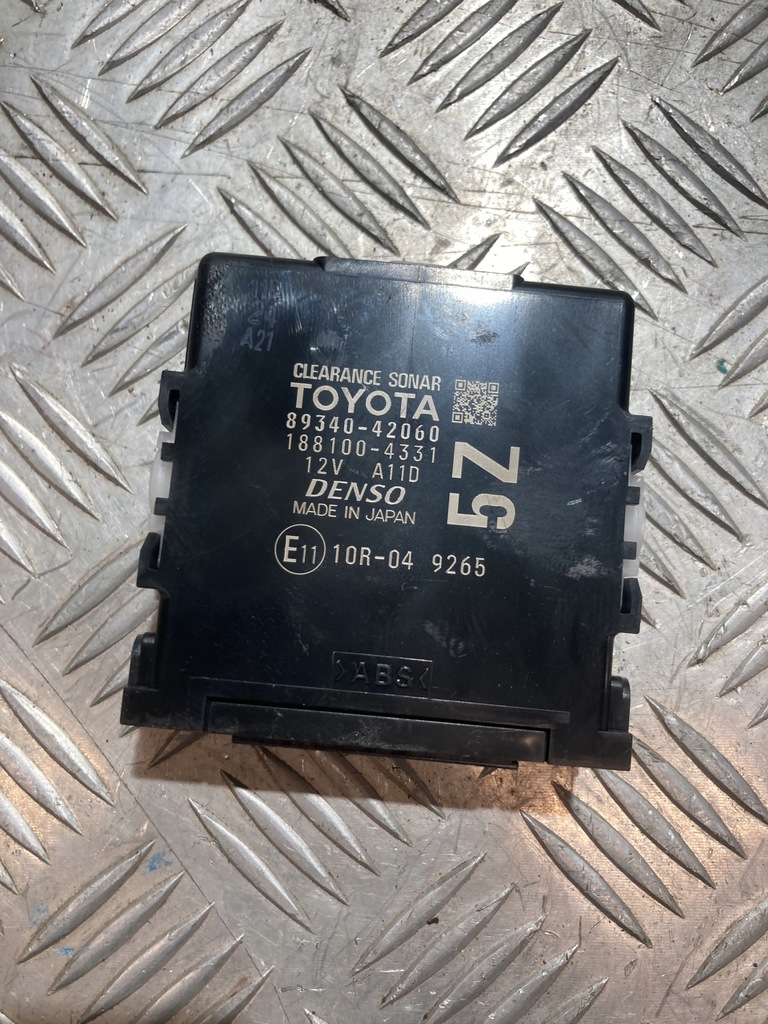 A21
CLEARANCE SONAR
TOYOTA
89340-42060
188100-4331
12V A11D
DENSO
MADE IN JAPAN
5Z
E11 10R-04 9265
>ABS<